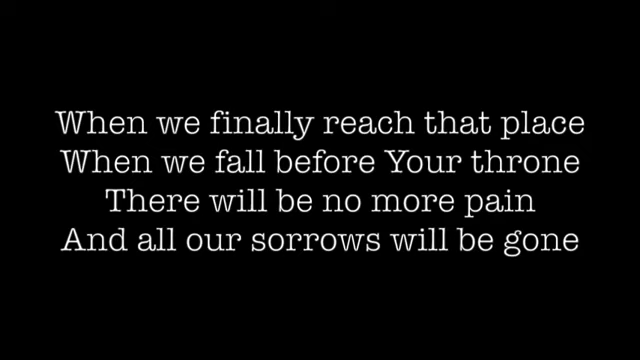 When we finally reach that place
When we fall before Your throne
There will be no more pain
And all our sorrows will be gone